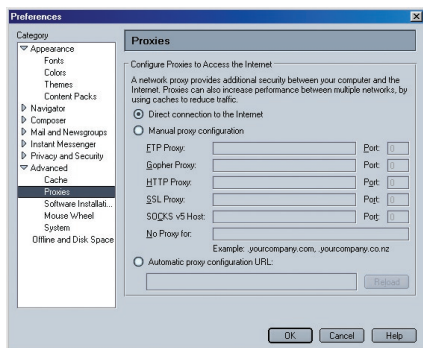 Preferences
Category
Appearance
Fonts
Colors
Themes
Content Packs
Navigator
Composer
Mail and Newsgroups
Instant Messenger
Privacy and Security
Advanced
Cache
Proxies
Software Installati...
Mouse Wheel
System
Offline and Disk Space
Proxies
Configure Proxies to Access the Internet
A network proxy provides additional security between your computer and the
Internet. Proxies can also increase performance between multiple networks, by
using caches to reduce traffic.
Direct connection to the Internet
Manual proxy configuration
FTP Proxy: Port: 0
Gopher Proxy: Port: 0
HTTP Proxy: Port: 0
SSL Proxy: Port: 0
SOCKS v5 Host: Port: 0
No Proxy for:
Example: .yourcompany.com, .yourcompany.co.nz
Automatic proxy configuration URL:
Reload
OK Cancel Help